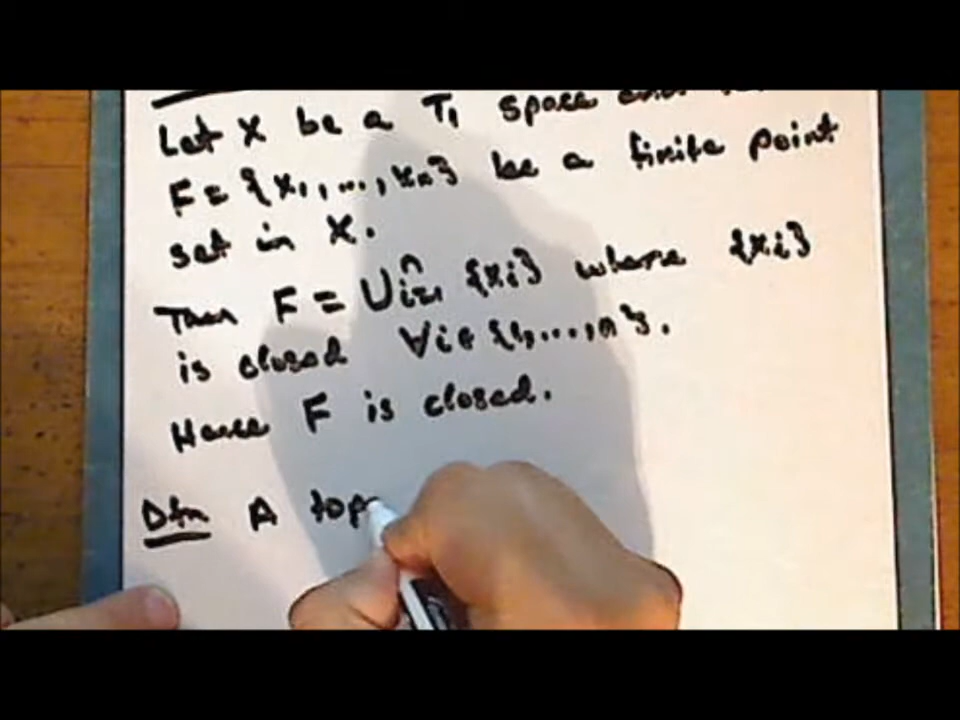 Let X be a T₁ space
F = {x₁, ..., xₙ} be a finite point
set in X.
Then F = ∪ⁿᵢ₌₁ {xᵢ} where {xᵢ}
is closed ∀i∈{1,...,n}.
Hence F is closed.
Dfn A top